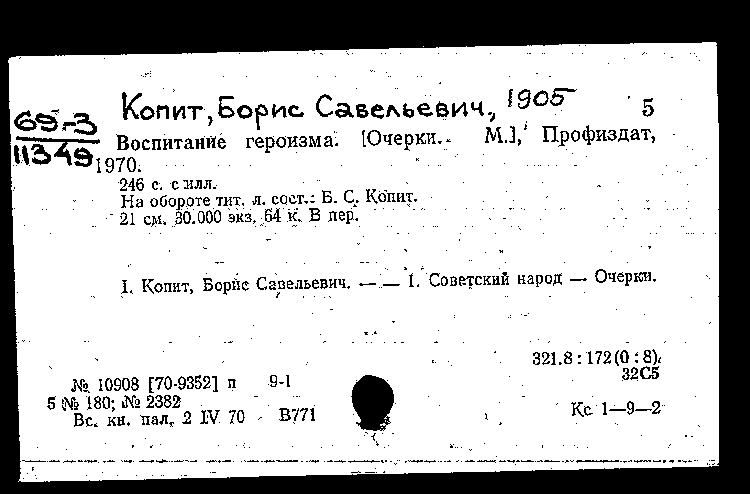 Копит, Борис Савельевич, 1905
5
69-3
11349
Воспитание героизма. [Очерки. М.], Профиздат,
1970.
246 с. с илл.
На обороте тит. л. сост.: Б. С. Копит.
21 см. 30.000 экз. 64 к. В пер.
I. Копит, Борис Савельевич. — — 1. Советский народ — Очерки.
321.8 : 172 (0 : 8).
32С5
№ 10908 [70-9352] п 9-1
5 № 180; № 2382
Вс. кн. пал. 2 IV 70 В771
Кс 1—9—2